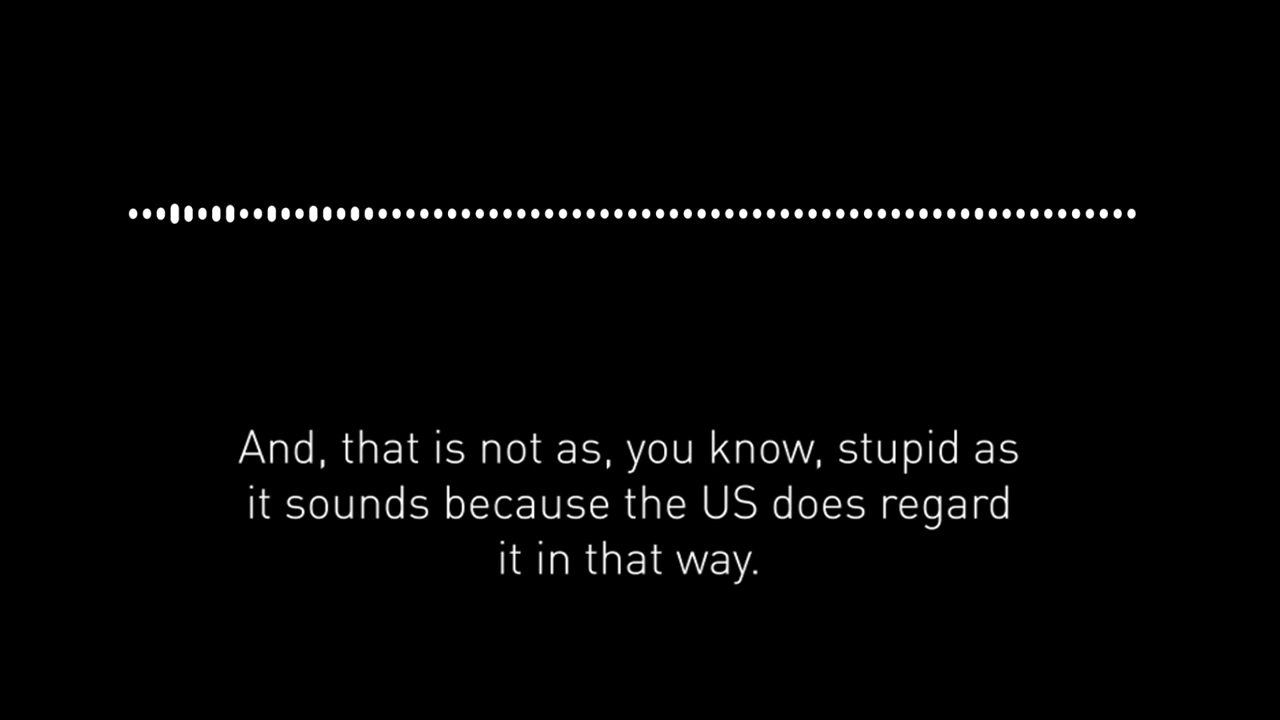 And, that is not as, you know, stupid as
it sounds because the US does regard
it in that way.